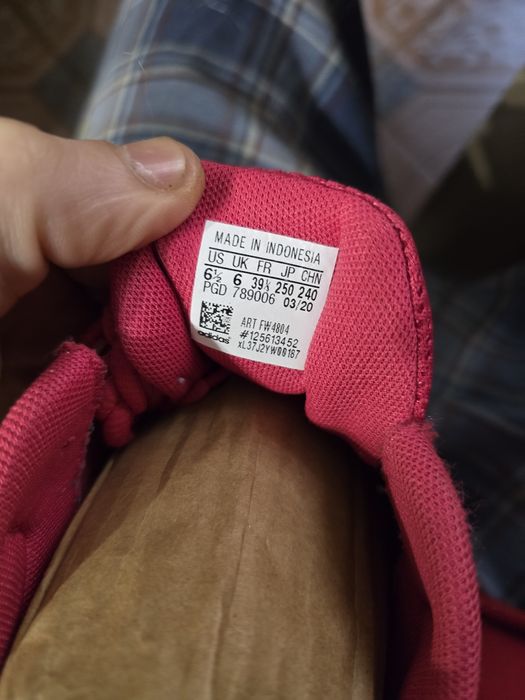 MADE IN INDONESIA
US UK FR JP CHN
6½ 6 39⅓ 250 240
PGD 789006 03/20
ART FW4804
#125613452
xL37J2YW00187
adidas